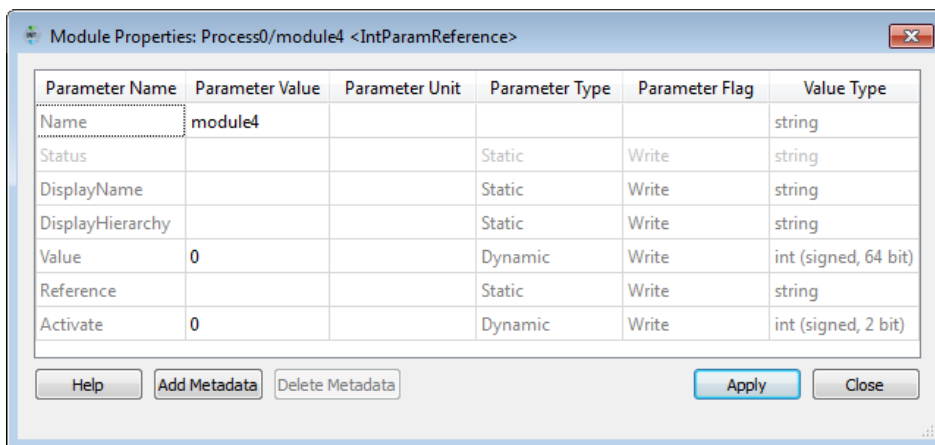 Module Properties: Process0/module4 <IntParamReference>
Parameter Name Parameter Value Parameter Unit Parameter Type Parameter Flag Value Type
Name module4 string
Status Static Write string
DisplayName Static Write string
DisplayHierarchy Static Write string
Value 0 Dynamic Write int (signed, 64 bit)
Reference Static Write string
Activate 0 Dynamic Write int (signed, 2 bit)
Help Add Metadata Delete Metadata Apply Close